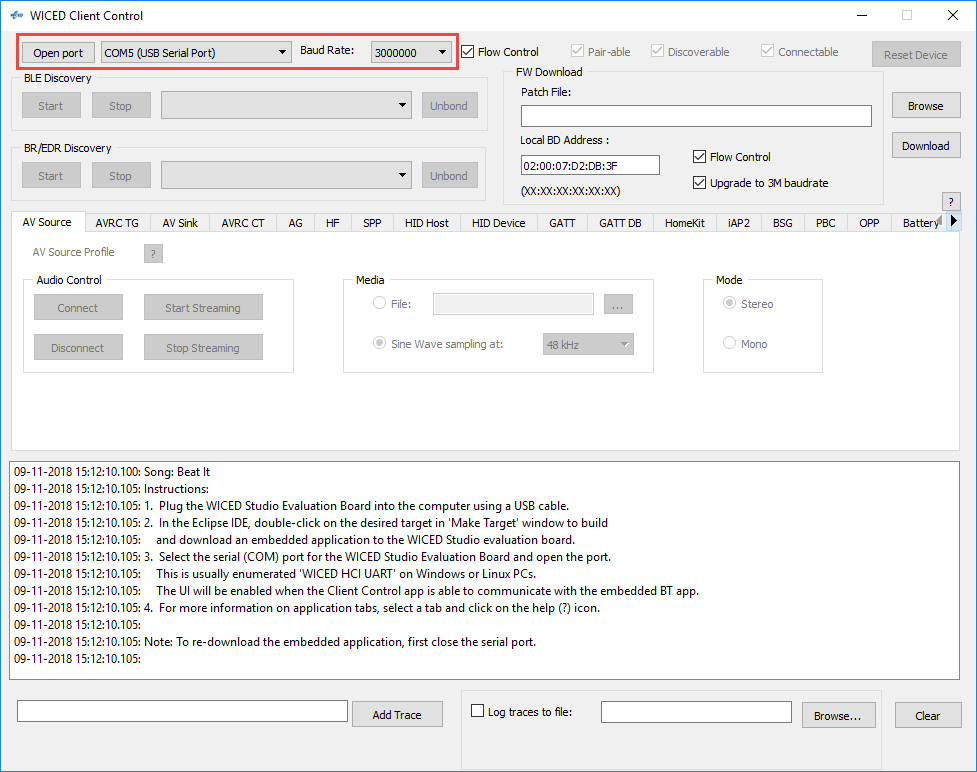 WICED Client Control
Open port COM5 (USB Serial Port) Baud Rate: 3000000 Flow Control Pair-able Discoverable Connectable Reset Device
BLE Discovery
Start Stop Unbond
BR/EDR Discovery
Start Stop Unbond
FW Download
Patch File:
Browse
Local BD Address :
Download
02:00:07:D2:DB:3F Flow Control
(XX:XX:XX:XX:XX:XX) Upgrade to 3M baudrate
?
AV Source AVRC TG AV Sink AVRC CT AG HF SPP HID Host HID Device GATT GATT DB HomeKit iAP2 BSG PBC OPP Battery
AV Source Profile ?
Audio Control
Connect Start Streaming
Disconnect Stop Streaming
Media
File: ...
Sine Wave sampling at: 48 kHz
Mode
Stereo
Mono
09-11-2018 15:12:10.100: Song: Beat It
09-11-2018 15:12:10.105: Instructions:
09-11-2018 15:12:10.105: 1. Plug the WICED Studio Evaluation Board into the computer using a USB cable.
09-11-2018 15:12:10.105: 2. In the Eclipse IDE, double-click on the desired target in 'Make Target' window to build
09-11-2018 15:12:10.105: and download an embedded application to the WICED Studio evaluation board.
09-11-2018 15:12:10.105: 3. Select the serial (COM) port for the WICED Studio Evaluation Board and open the port.
09-11-2018 15:12:10.105: This is usually enumerated 'WICED HCI UART' on Windows or Linux PCs.
09-11-2018 15:12:10.105: The UI will be enabled when the Client Control app is able to communicate with the embedded BT app.
09-11-2018 15:12:10.105: 4. For more information on application tabs, select a tab and click on the help (?) icon.
09-11-2018 15:12:10.105:
09-11-2018 15:12:10.105: Note: To re-download the embedded application, first close the serial port.
09-11-2018 15:12:10.105:
Add Trace Log traces to file: Browse... Clear